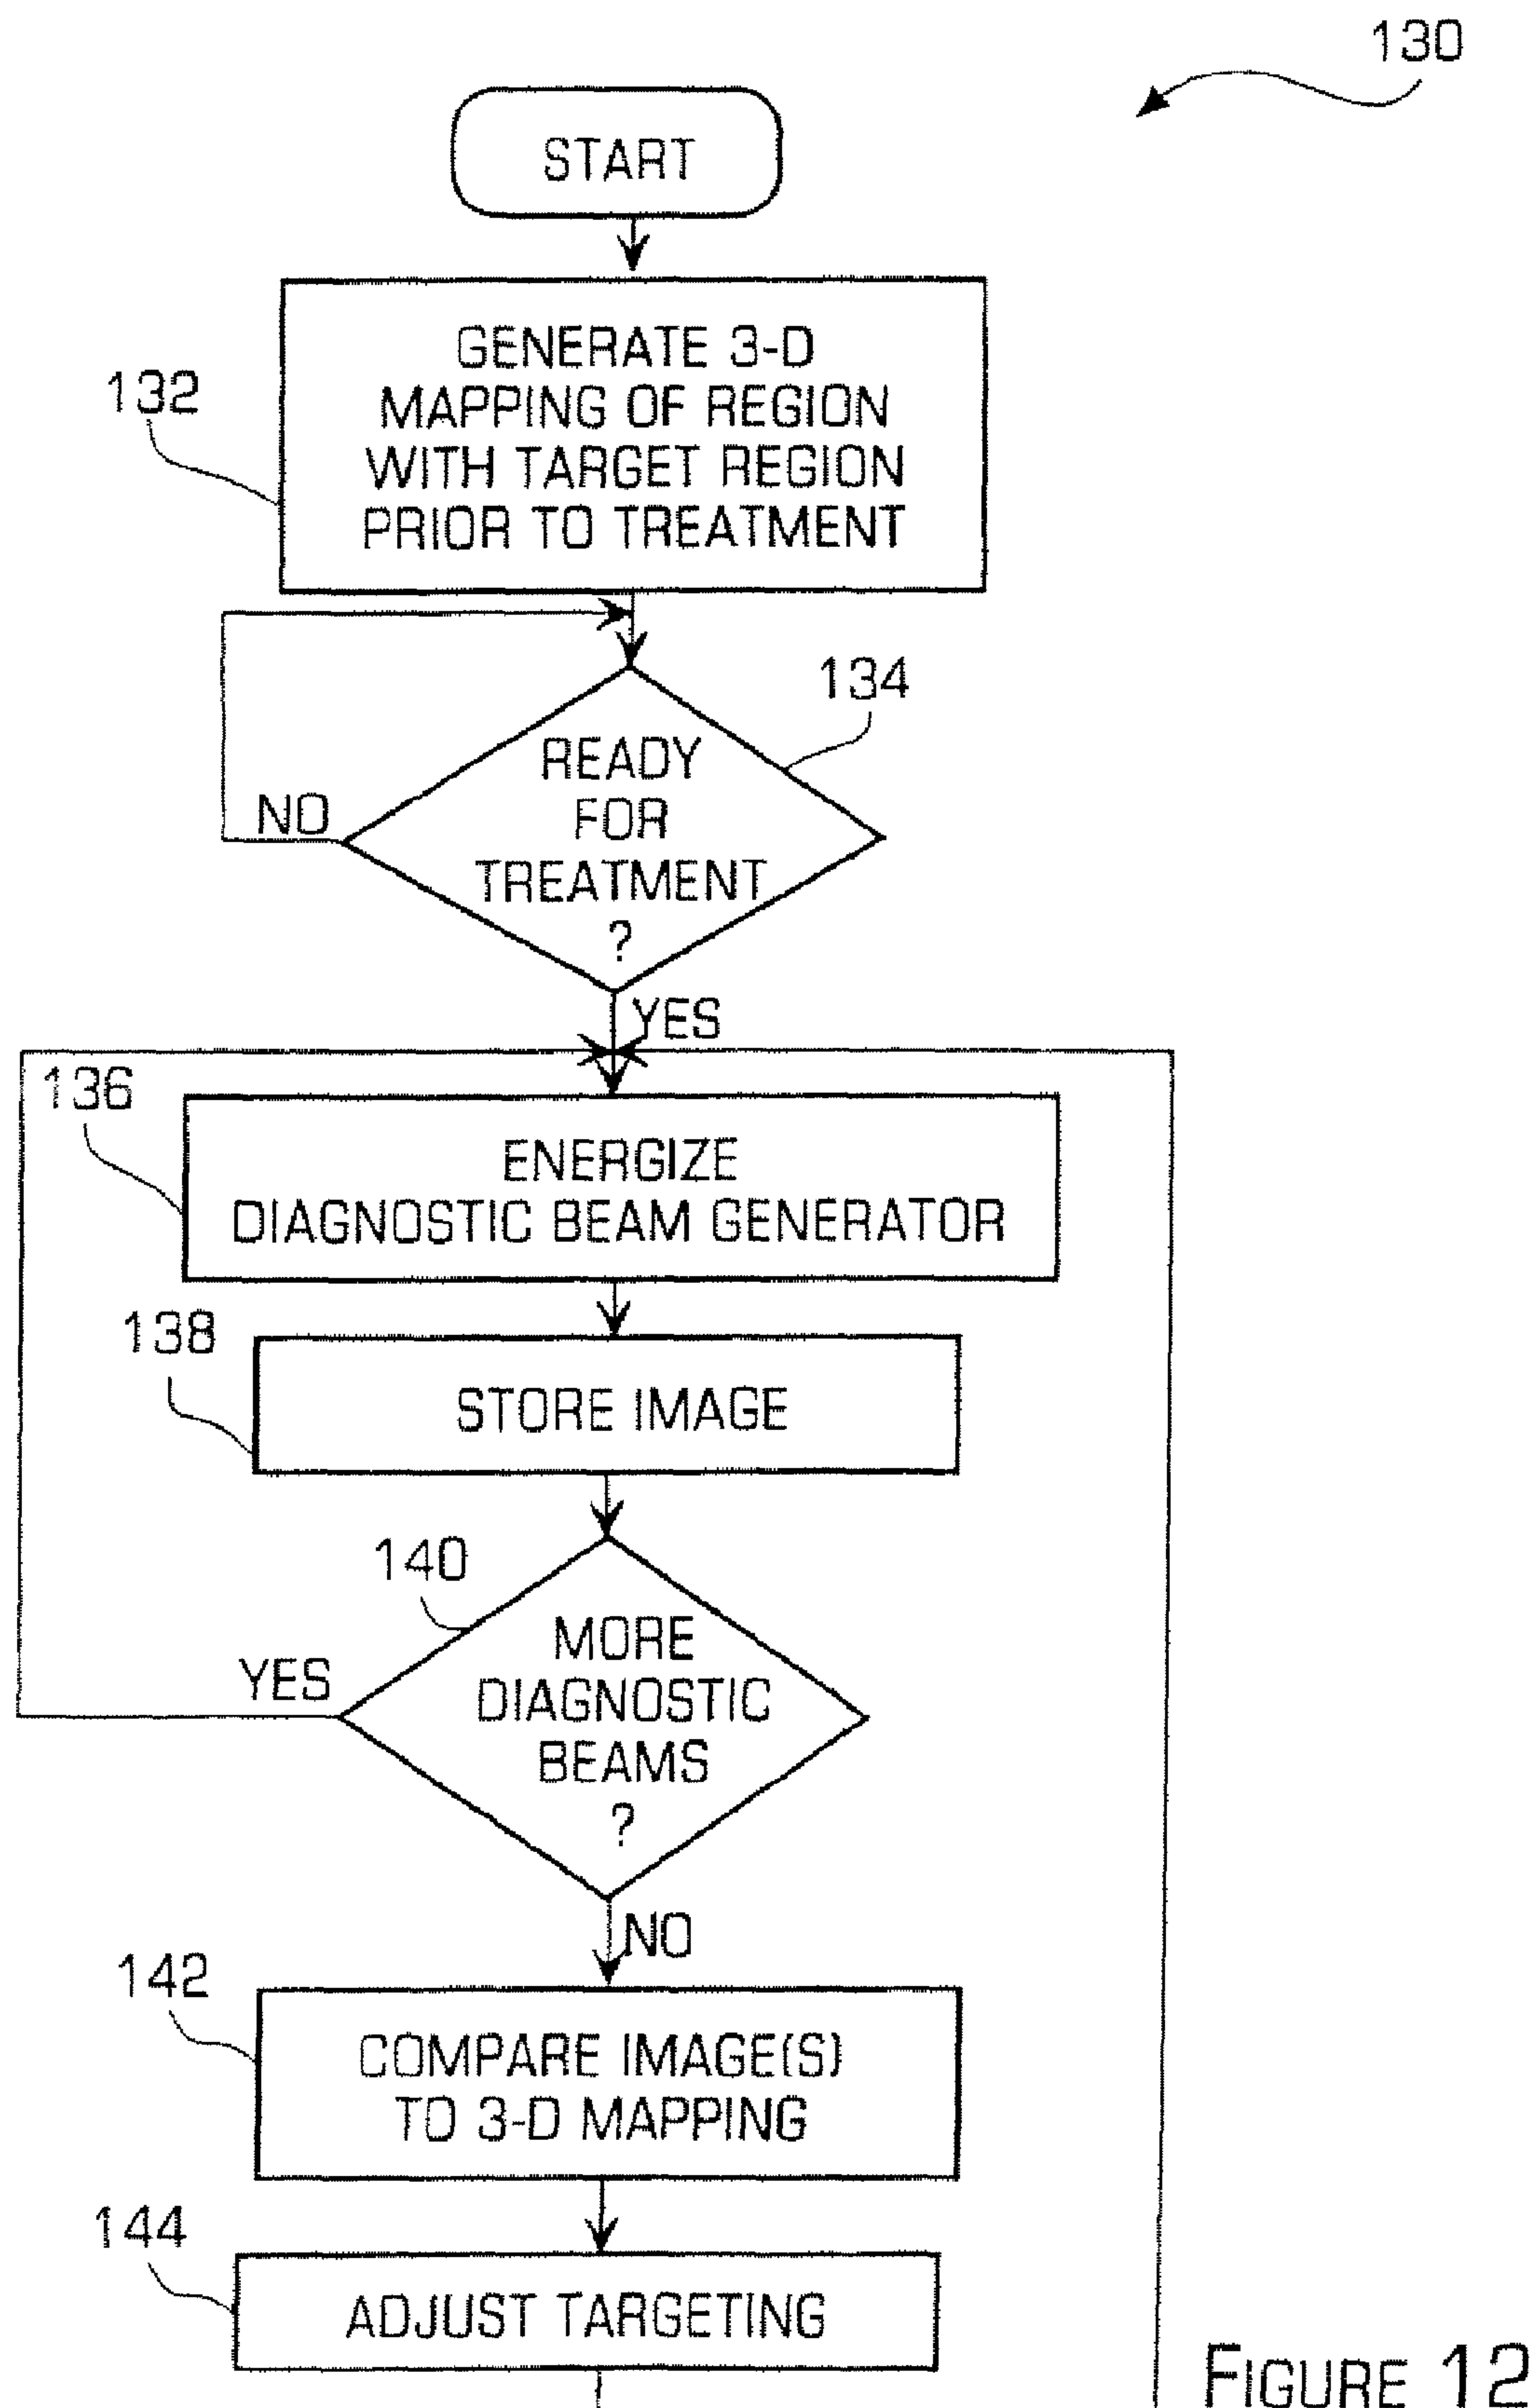 130
START
132
GENERATE 3-D
MAPPING OF REGION
WITH TARGET REGION
PRIOR TO TREATMENT
134
READY
FOR
TREATMENT
?
NO
YES
136
ENERGIZE
DIAGNOSTIC BEAM GENERATOR
138
STORE IMAGE
140
MORE
DIAGNOSTIC
BEAMS
?
YES
NO
142
COMPARE IMAGE(S)
TO 3-D MAPPING
144
ADJUST TARGETING
FIGURE 12